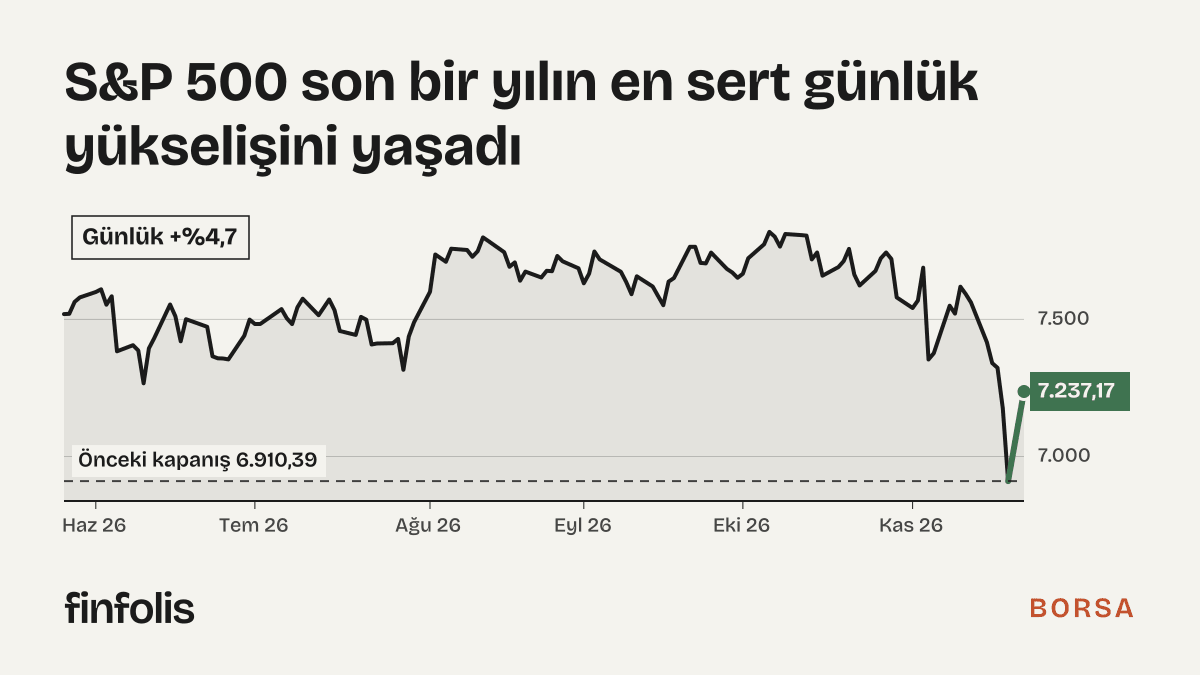 S&P 500 son bir yılın en sert günlük
yükselişini yaşadı
Günlük +%4,7
7.500
7.237,17
7.000
Önceki kapanış 6.910,39
Haz 26 Tem 26 Ağu 26 Eyl 26 Eki 26 Kas 26
finfolis
BORSA